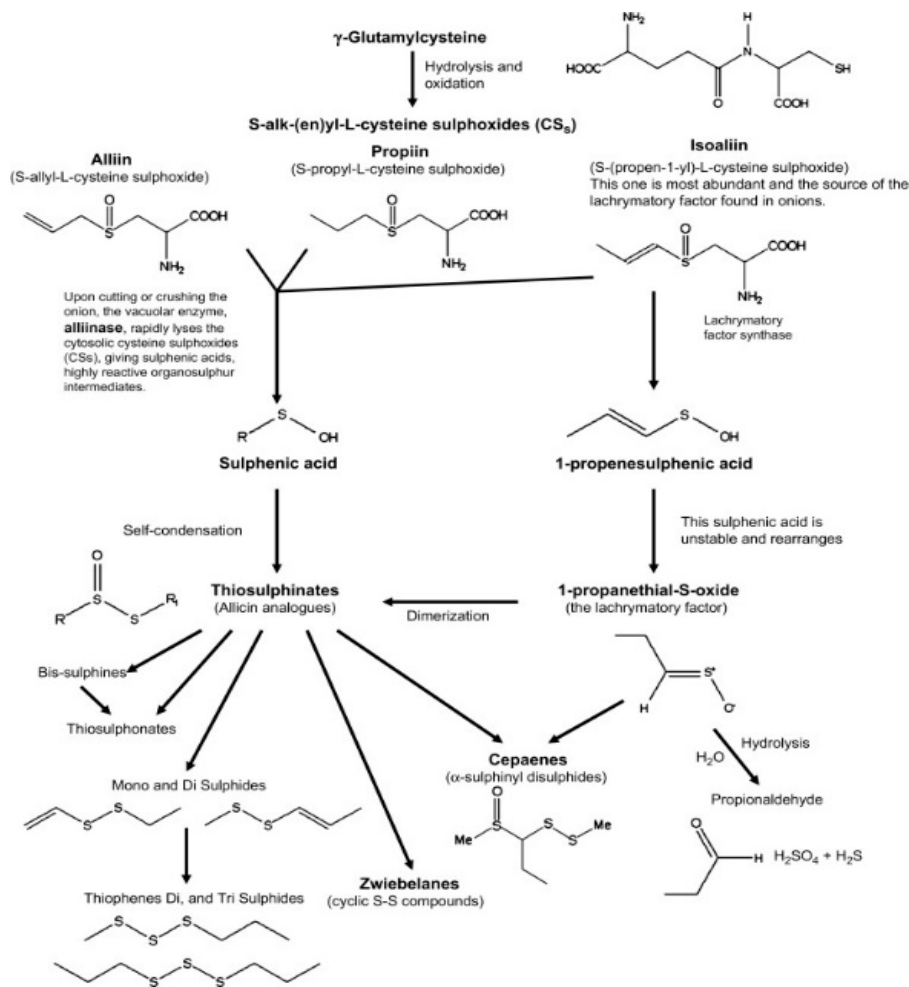 γ-Glutamylcysteine
Hydrolysis and
oxidation
NH₂
HOOC
O
H
N
COOH
SH
S-alk-(en)yl-L-cysteine sulphoxides (CSₛ)
Alliin
(S-allyl-L-cysteine sulphoxide)
Propiin
(S-propyl-L-cysteine sulphoxide)
Isoaliin
(S-(propen-1-yl)-L-cysteine sulphoxide)
This one is most abundant and the source of the
lachrymatory factor found in onions.
O
S
COOH
NH₂
O
S
COOH
NH₂
O
S
COOH
NH₂
Upon cutting or crushing the
onion, the vacuolar enzyme,
alliinase, rapidly lyses the
cytosolic cysteine sulphoxides
(CSs), giving sulphenic acids,
highly reactive organosulphur
intermediates.
Lachrymatory
factor synthase
R
S
OH
Sulphenic acid
S
OH
1-propenesulphenic acid
Self-condensation
This sulphenic acid is
unstable and rearranges
O
R
S
S
R₁
Thiosulphinates
(Allicin analogues)
Dimerization
1-propanethial-S-oxide
(the lachrymatory factor)
Bis-sulphines
Thiosulphonates
H
S⁺
O⁻
Cepaenes
(α-sulphinyl disulphides)
H₂O
Hydrolysis
Mono and Di Sulphides
S
S
S
S
O
Me
S
S
S
Me
Propionaldehyde
O
H
H₂SO₄ + H₂S
Zwiebelanes
(cyclic S-S compounds)
Thiophenes Di, and Tri Sulphides
S
S
S
S
S
S